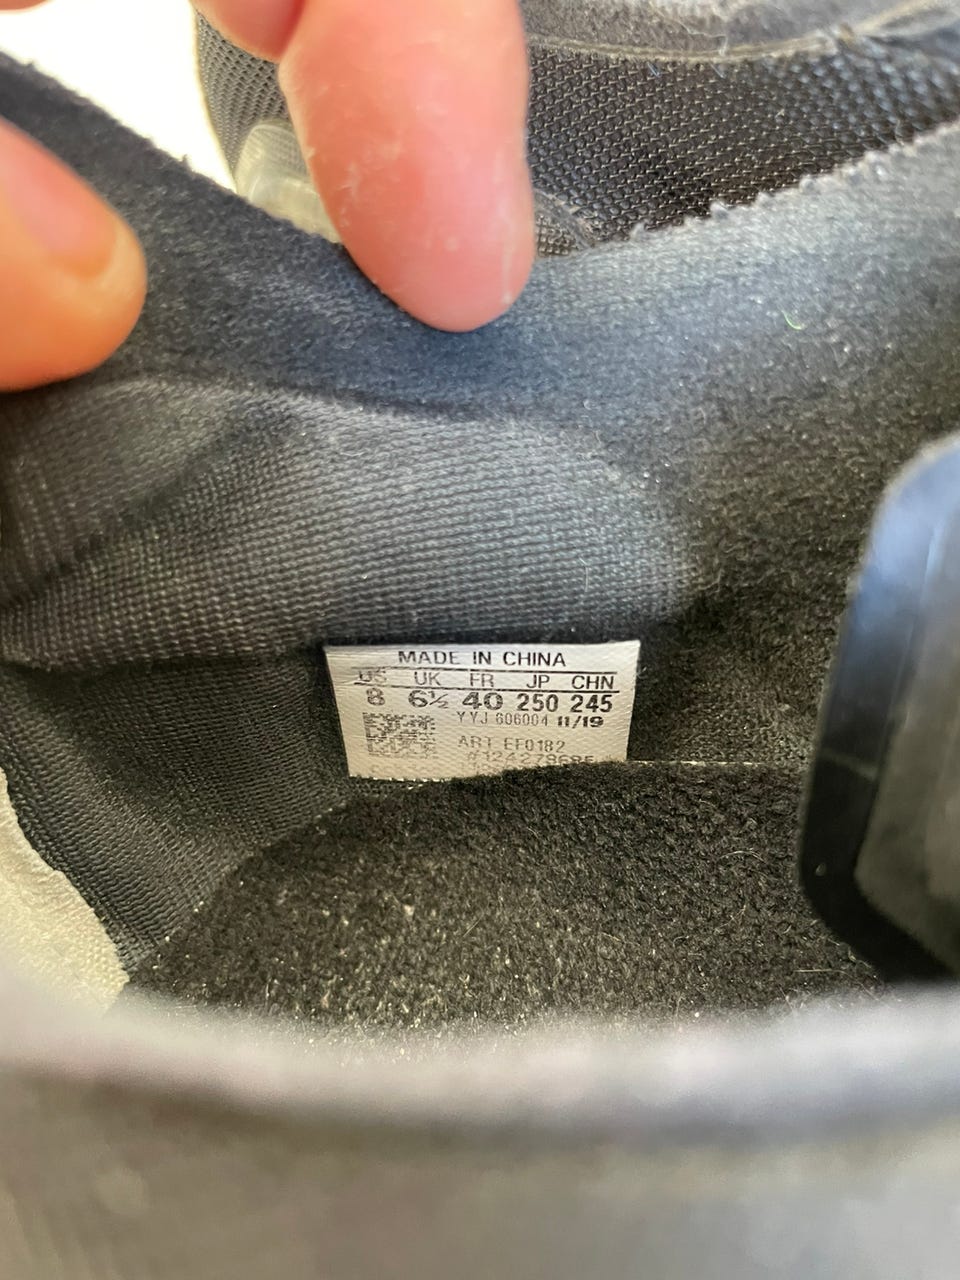 MADE IN CHINA
US UK FR JP CHN
8 6½ 40 250 245
YYJ 606004 11/19
ART EF0182